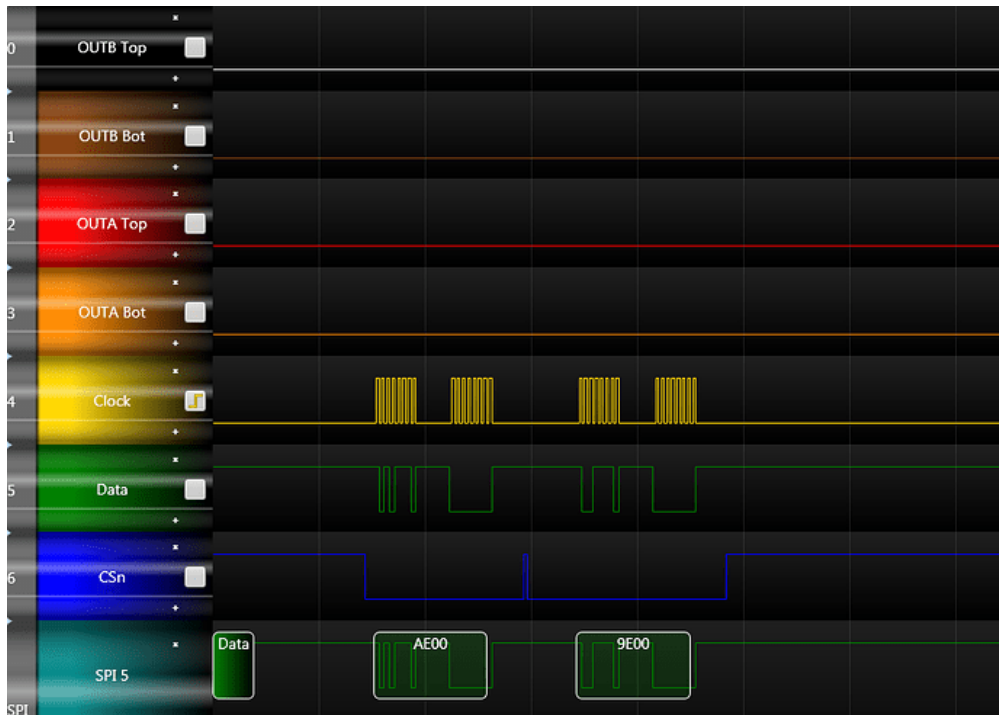 0 OUTB Top
1 OUTB Bot
2 OUTA Top
3 OUTA Bot
4 Clock
5 Data
6 CSn
Data AE00 9E00
SPI 5
SPI